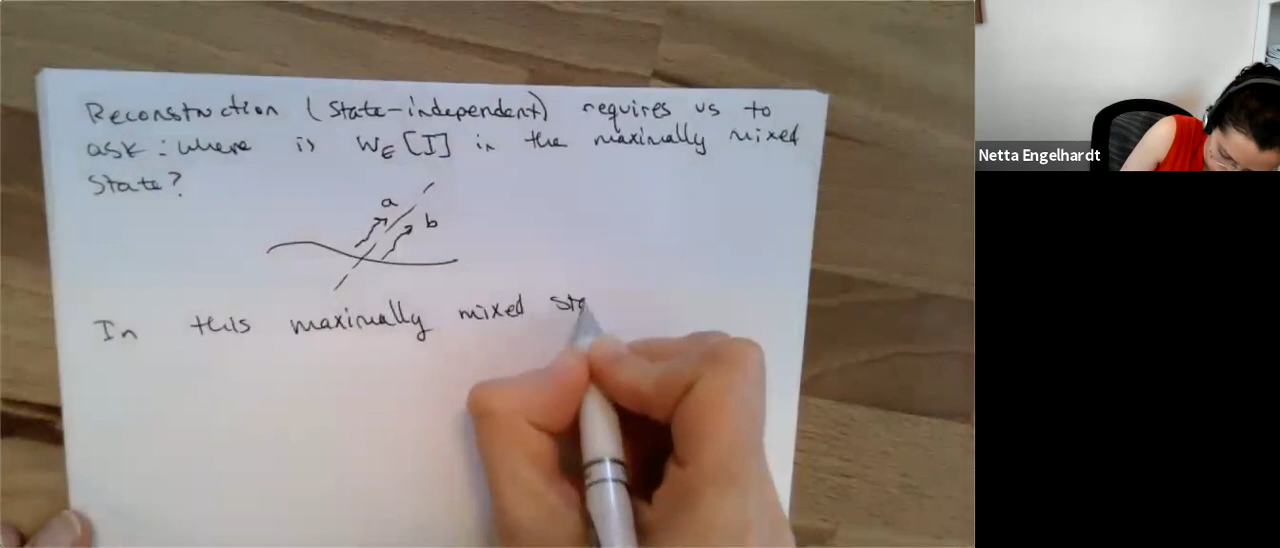 Reconstruction (state-independent) requires us to
ask: where is W_E[I] in the maximally mixed
state?
a
b
In this maximally mixed sta
Netta Engelhardt